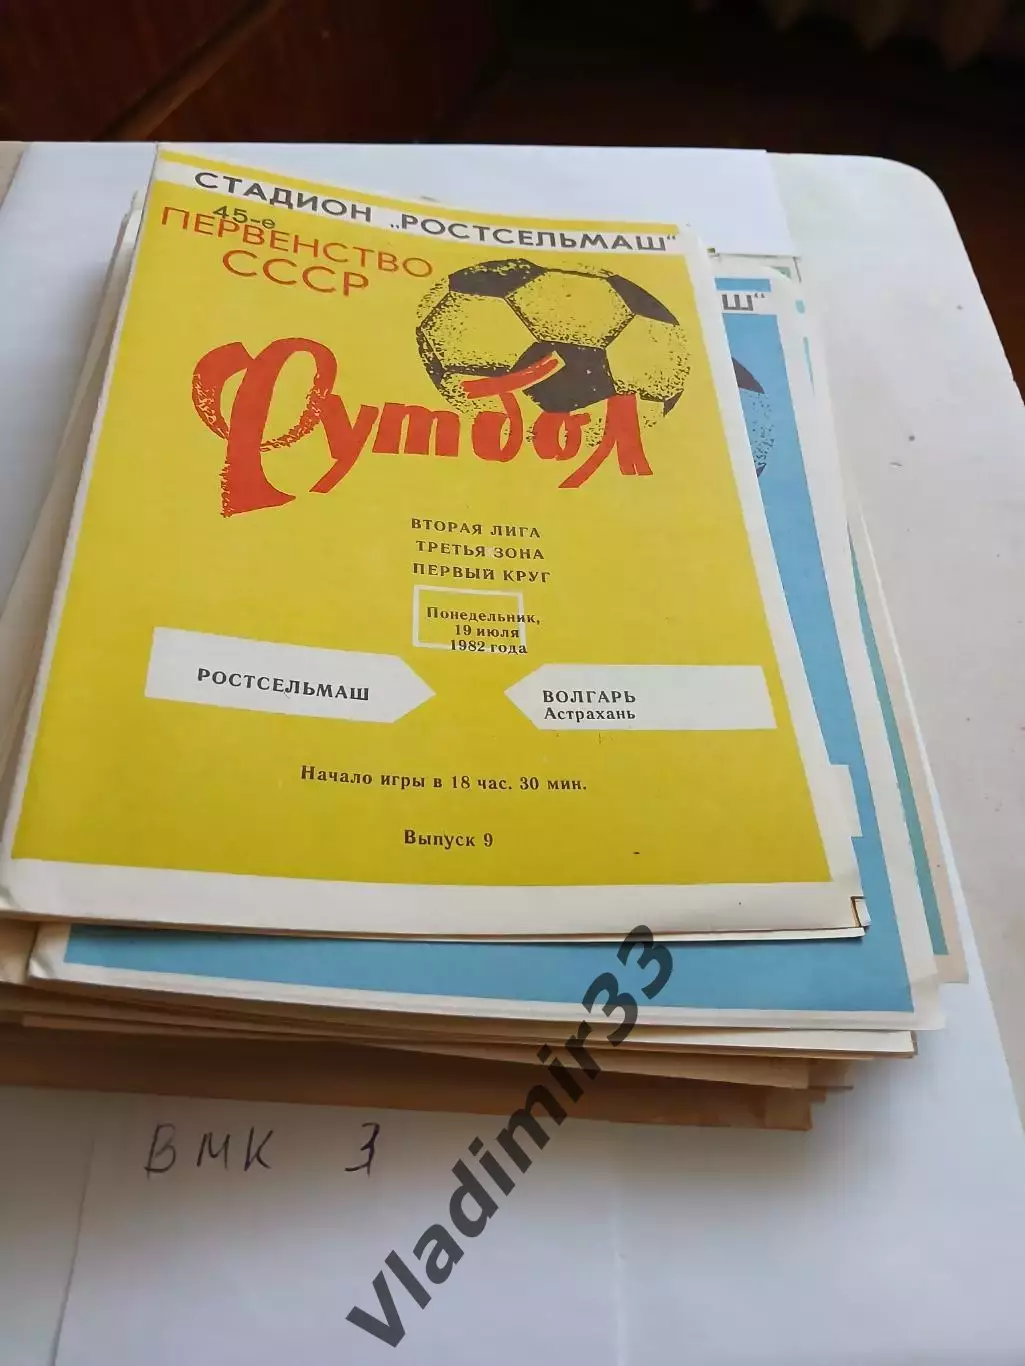 СТАДИОН „РОСТСЕЛЬМАШ"
45-е
ПЕРВЕНСТВО
СССР
Футбол
ВТОРАЯ ЛИГА
ТРЕТЬЯ ЗОНА
ПЕРВЫЙ КРУГ
Понедельник,
19 июля
1982 года
РОСТСЕЛЬМАШ
ВОЛГАРЬ
Астрахань
Начало игры в 18 час. 30 мин.
Выпуск 9
Ш"
ВМК 3
Vladimir33